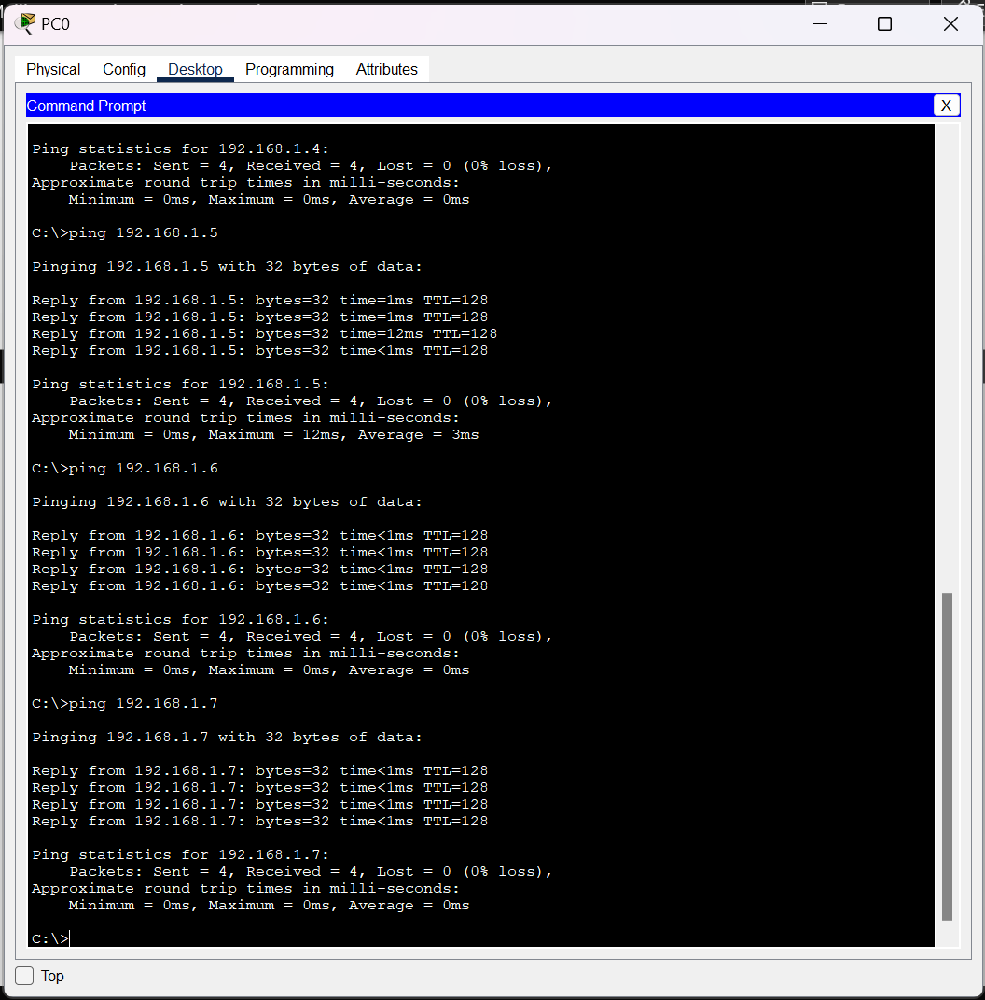 PC0
Physical Config Desktop Programming Attributes
Command Prompt X
Ping statistics for 192.168.1.4:
    Packets: Sent = 4, Received = 4, Lost = 0 (0% loss),
Approximate round trip times in milli-seconds:
    Minimum = 0ms, Maximum = 0ms, Average = 0ms
C:\>ping 192.168.1.5
Pinging 192.168.1.5 with 32 bytes of data:
Reply from 192.168.1.5: bytes=32 time=1ms TTL=128
Reply from 192.168.1.5: bytes=32 time=1ms TTL=128
Reply from 192.168.1.5: bytes=32 time=12ms TTL=128
Reply from 192.168.1.5: bytes=32 time<1ms TTL=128
Ping statistics for 192.168.1.5:
    Packets: Sent = 4, Received = 4, Lost = 0 (0% loss),
Approximate round trip times in milli-seconds:
    Minimum = 0ms, Maximum = 12ms, Average = 3ms
C:\>ping 192.168.1.6
Pinging 192.168.1.6 with 32 bytes of data:
Reply from 192.168.1.6: bytes=32 time<1ms TTL=128
Reply from 192.168.1.6: bytes=32 time<1ms TTL=128
Reply from 192.168.1.6: bytes=32 time<1ms TTL=128
Reply from 192.168.1.6: bytes=32 time<1ms TTL=128
Ping statistics for 192.168.1.6:
    Packets: Sent = 4, Received = 4, Lost = 0 (0% loss),
Approximate round trip times in milli-seconds:
    Minimum = 0ms, Maximum = 0ms, Average = 0ms
C:\>ping 192.168.1.7
Pinging 192.168.1.7 with 32 bytes of data:
Reply from 192.168.1.7: bytes=32 time<1ms TTL=128
Reply from 192.168.1.7: bytes=32 time<1ms TTL=128
Reply from 192.168.1.7: bytes=32 time<1ms TTL=128
Reply from 192.168.1.7: bytes=32 time<1ms TTL=128
Ping statistics for 192.168.1.7:
    Packets: Sent = 4, Received = 4, Lost = 0 (0% loss),
Approximate round trip times in milli-seconds:
    Minimum = 0ms, Maximum = 0ms, Average = 0ms
C:\>
Top